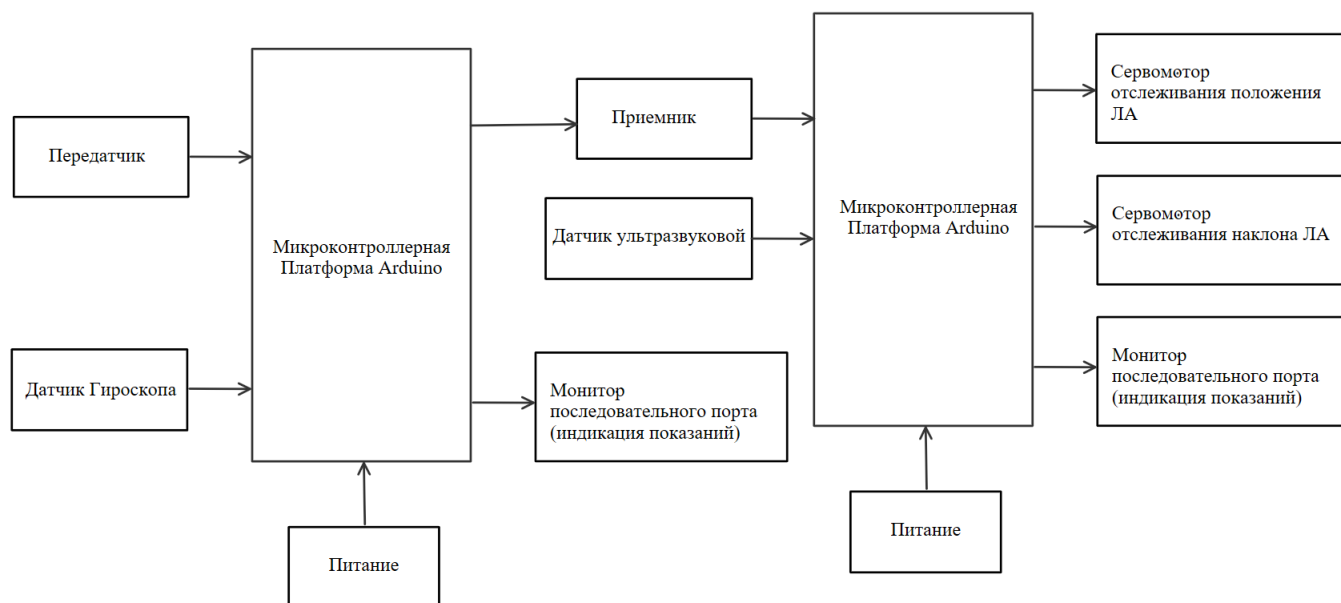 Передатчик
Датчик Гироскопа
Микроконтроллерная
Платформа Arduino
Питание
Приемник
Датчик ультразвуковой
Монитор
последовательного порта
(индикация показаний)
Микроконтроллерная
Платформа Arduino
Питание
Сервомотор
отслеживания положения
ЛА
Сервомотор
отслеживания наклона ЛА
Монитор
последовательного порта
(индикация показаний)